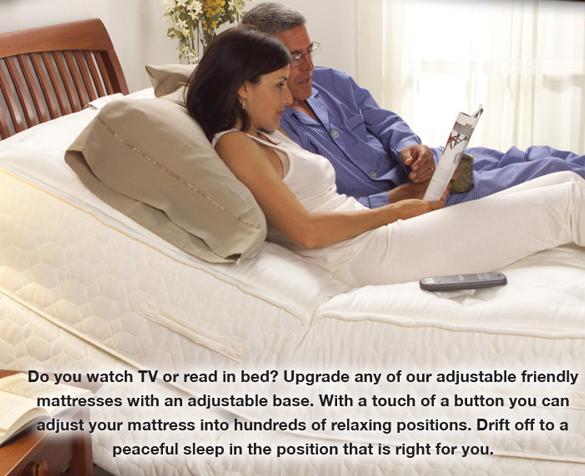 Do you watch TV or read in bed? Upgrade any of our adjustable friendly
mattresses with an adjustable base. With a touch of a button you can
adjust your mattress into hundreds of relaxing positions. Drift off to a
peaceful sleep in the position that is right for you.